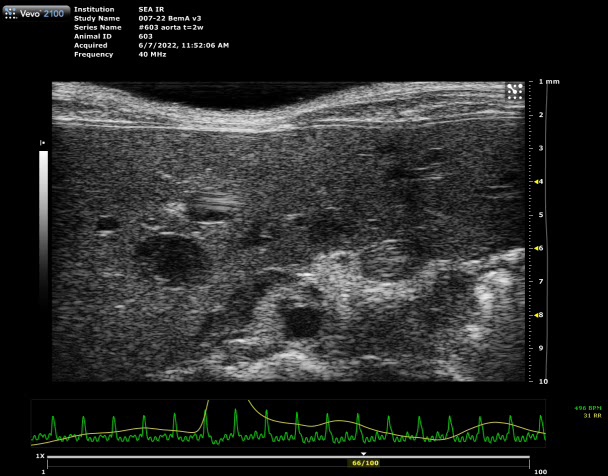 Vevo 2100
Institution SEA IR
Study Name 007-22 BemA v3
Series Name #603 aorta t=2w
Animal ID 603
Acquired 6/7/2022, 11:52:06 AM
Frequency 40 MHz
1 mm
2
3
4
5
6
7
8
9
10
496 BPM
31 RR
1X
66/100
1 100